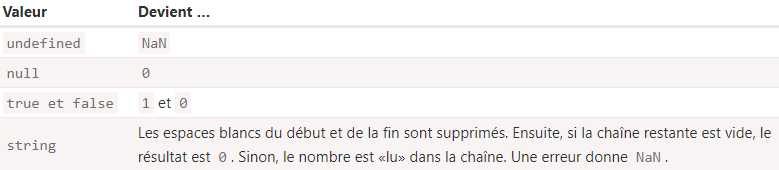 Valeur Devient …
undefined NaN
null 0
true et false 1 et 0
Les espaces blancs du début et de la fin sont supprimés. Ensuite, si la chaîne restante est vide, le
string résultat est 0 . Sinon, le nombre est «lu» dans la chaîne. Une erreur donne NaN .